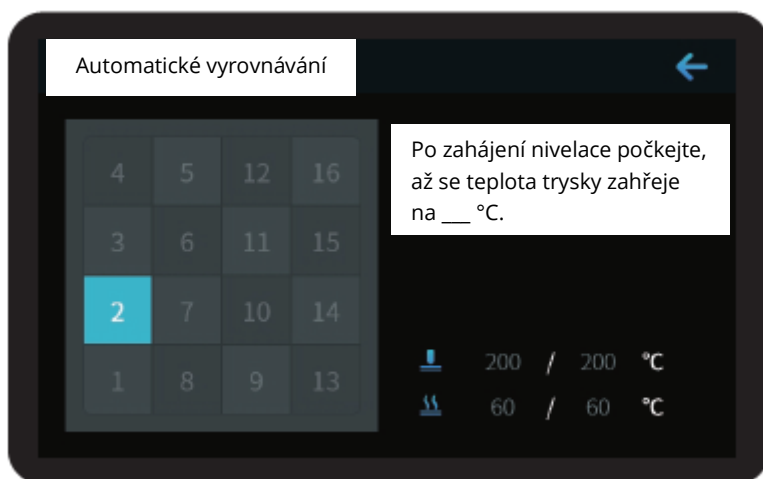 Automatické vyrovnávání
4 5 12 16
3 6 11 15
2 7 10 14
1 8 9 13
Po zahájení nivelace počkejte,
až se teplota trysky zahřeje
na ___ °C.
200 / 200 °C
60 / 60 °C